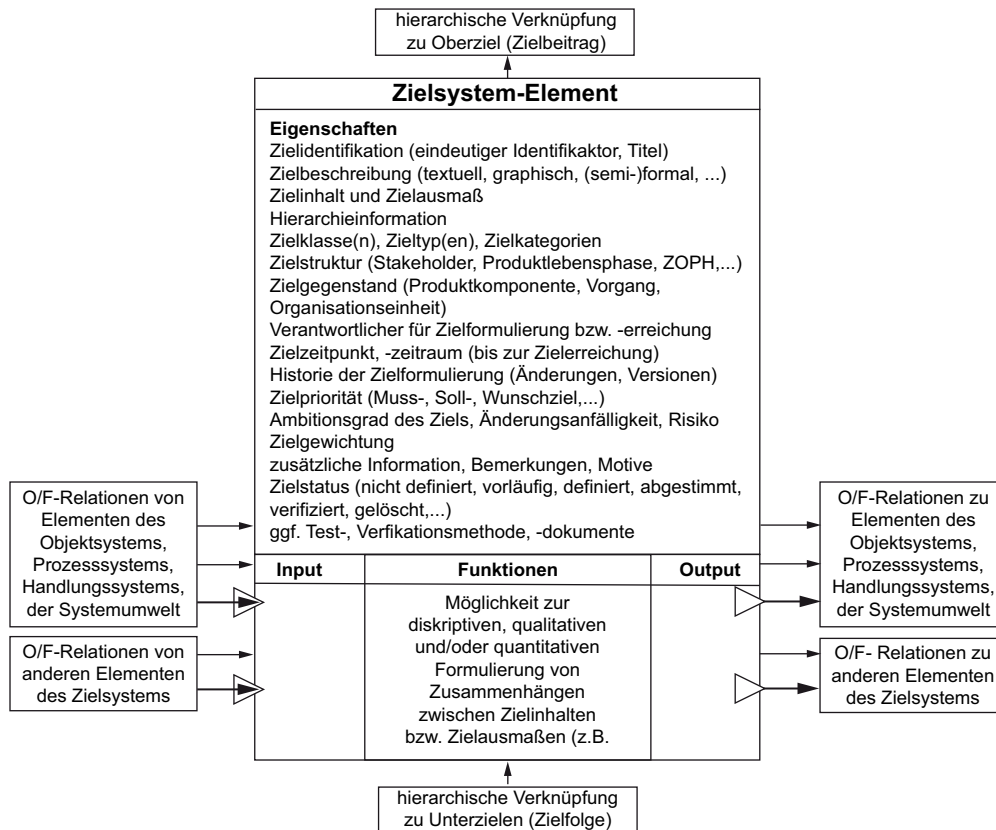 hierarchische Verknüpfung
zu Oberziel (Zielbeitrag)
Zielsystem-Element
Eigenschaften
Zielidentifikation (eindeutiger Identifikaktor, Titel)
Zielbeschreibung (textuell, graphisch, (semi-)formal, ...)
Zielinhalt und Zielausmaß
Hierarchieinformation
Zielklasse(n), Zieltyp(en), Zielkategorien
Zielstruktur (Stakeholder, Produktlebensphase, ZOPH,...)
Zielgegenstand (Produktkomponente, Vorgang,
Organisationseinheit)
Verantwortlicher für Zielformulierung bzw. -erreichung
Zielzeitpunkt, -zeitraum (bis zur Zielerreichung)
Historie der Zielformulierung (Änderungen, Versionen)
Zielpriorität (Muss-, Soll-, Wunschziel,...)
Ambitionsgrad des Ziels, Änderungsanfälligkeit, Risiko
Zielgewichtung
zusätzliche Information, Bemerkungen, Motive
Zielstatus (nicht definiert, vorläufig, definiert, abgestimmt,
verifiziert, gelöscht,...)
ggf. Test-, Verfikationsmethode, -dokumente
O/F-Relationen von
Elementen des
Objektsystems,
Prozesssystems,
Handlungssystems,
der Systemumwelt
O/F-Relationen von
anderen Elementen
des Zielsystems
Input
Funktionen
Möglichkeit zur
diskriptiven, qualitativen
und/oder quantitativen
Formulierung von
Zusammenhängen
zwischen Zielinhalten
bzw. Zielausmaßen (z.B.
Output
O/F-Relationen zu
Elementen des
Objektsystems,
Prozesssystems,
Handlungssystems,
der Systemumwelt
O/F- Relationen zu
anderen Elementen
des Zielsystems
hierarchische Verknüpfung
zu Unterzielen (Zielfolge)